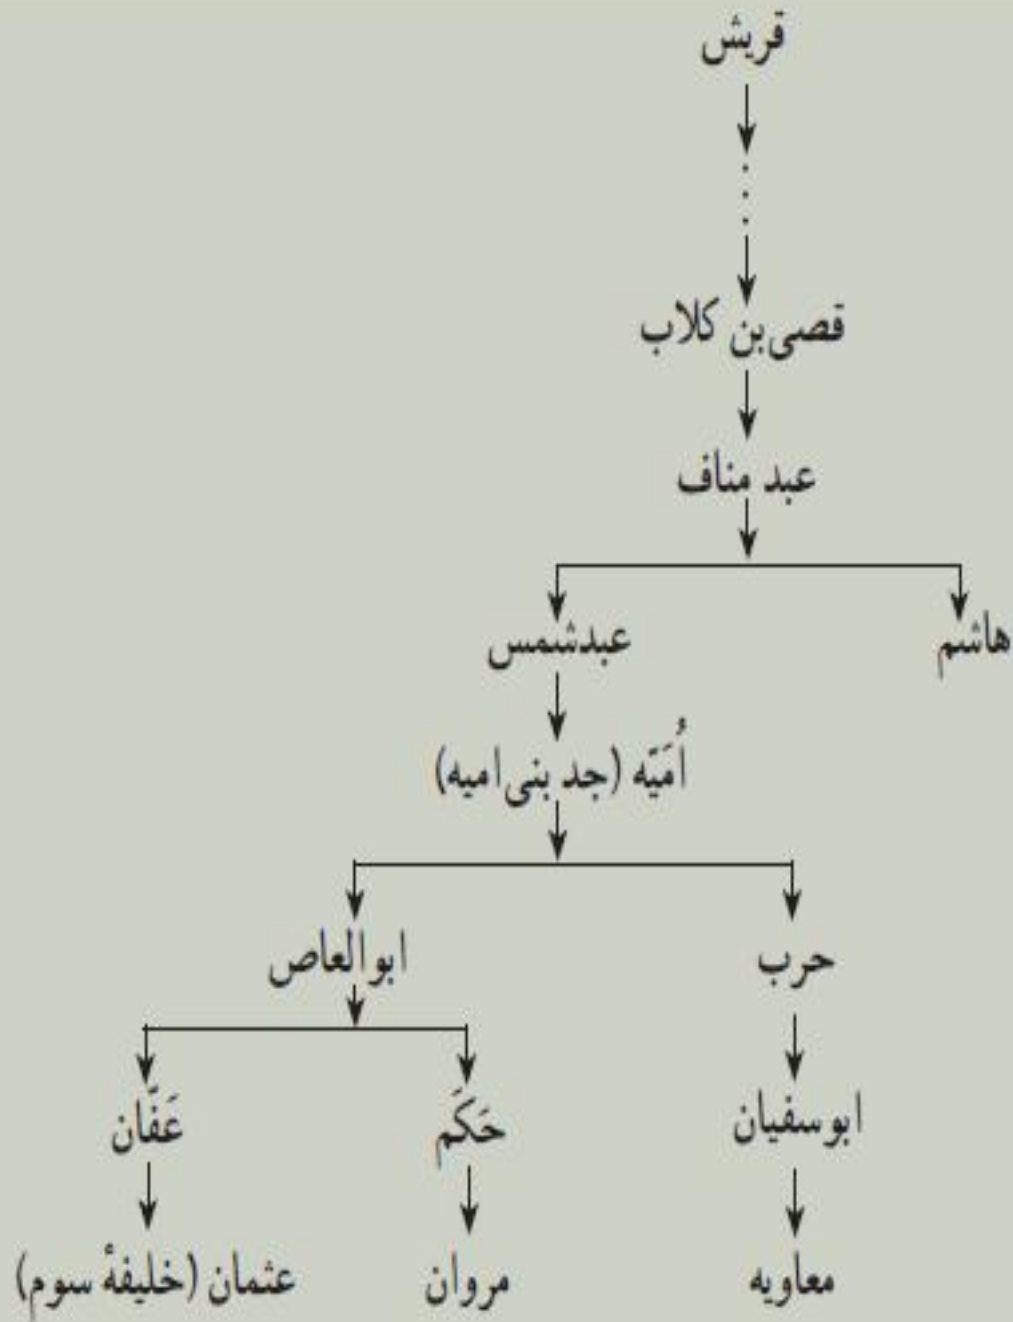 قریش
قصی‌بن کلاب
عبد مناف
هاشم
عبدشمس
اُمَیّه (جد بنی‌امیه)
حرب
ابوالعاص
ابوسفیان
حَکَم
عَفّان
معاویه
مروان
عثمان (خلیفهٔ سوم)